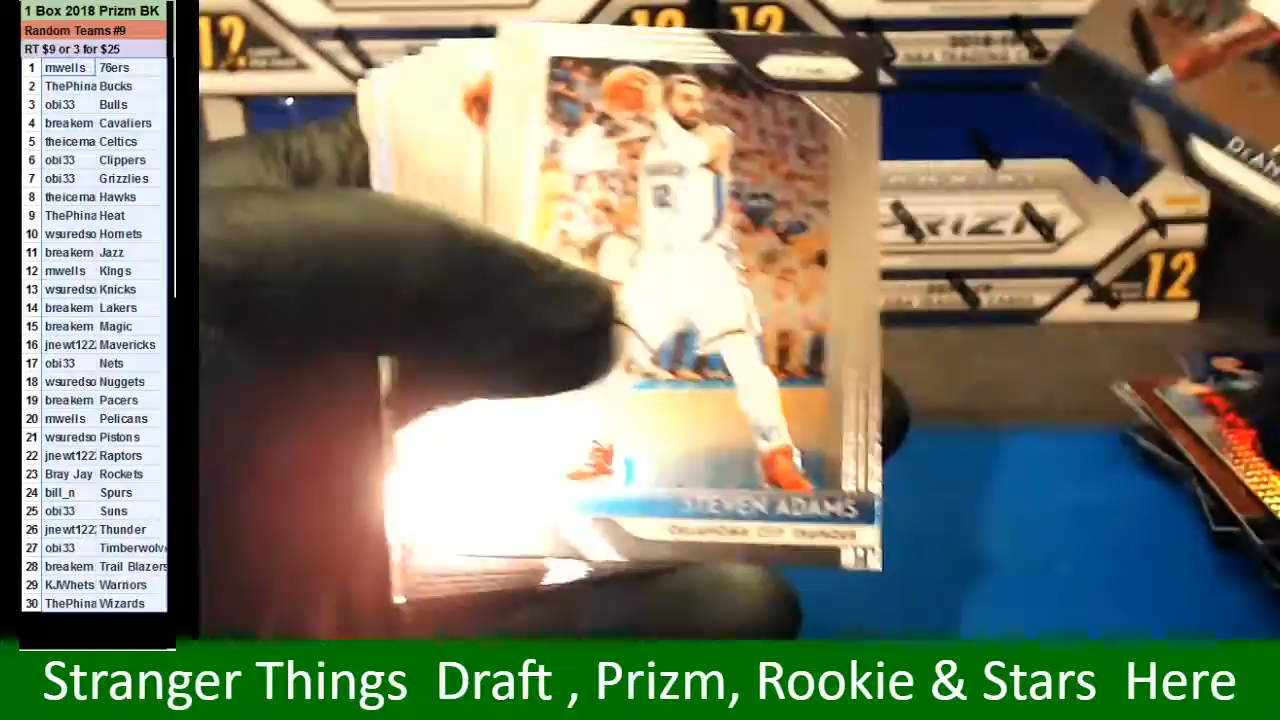 1 Box 2018 Prizm BK
Random Teams #9
RT $9 or 3 for $25
1 mwells 76ers
2 ThePhina Bucks
3 obi33 Bulls
4 breakem Cavaliers
5 theicema Celtics
6 obi33 Clippers
7 obi33 Grizzlies
8 theicema Hawks
9 ThePhina Heat
10 wsuredso Hornets
11 breakem Jazz
12 mwells Kings
13 wsuredso Knicks
14 breakem Lakers
15 breakem Magic
16 jnewt122 Mavericks
17 obi33 Nets
18 wsuredso Nuggets
19 breakem Pacers
20 mwells Pelicans
21 wsuredso Pistons
22 jnewt122 Raptors
23 Bray Jay Rockets
24 bill_n Spurs
25 obi33 Suns
26 jnewt122 Thunder
27 obi33 Timberwolv
28 breakem Trail Blazers
29 KJWhets Warriors
30 ThePhina Wizards
12
12
12
PRIZM
12
DEAN
12
STEVEN ADAMS
OKLAHOMA CITY THUNDER
Stranger Things Draft , Prizm, Rookie & Stars Here